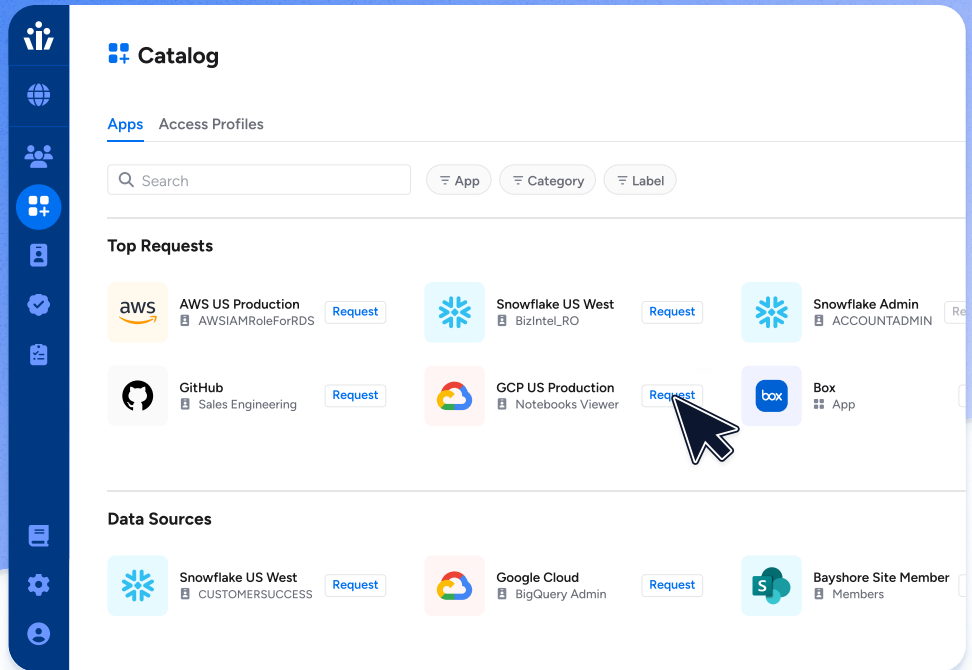 Catalog
Apps Access Profiles
Search App Category Label
Top Requests
aws AWS US Production Request Snowflake US West Request Snowflake Admin Re
AWSIAMRoleForRDS BizIntel_RO ACCOUNTADMIN
GitHub Request GCP US Production Request box Box
Sales Engineering Notebooks Viewer App
Data Sources
Snowflake US West Request Google Cloud Request S Bayshore Site Member
CUSTOMERSUCCESS BigQuery Admin Members